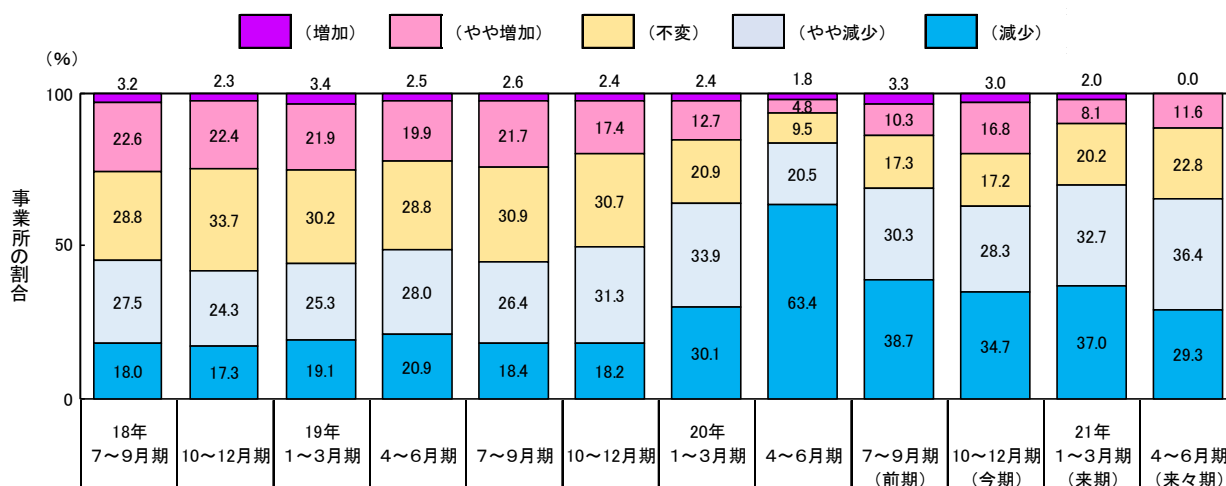 （増加）　（やや増加）　（不変）　（やや減少）　（減少）
（％）
3.2　2.3　3.4　2.5　2.6　2.4　2.4　1.8　3.3　3.0　2.0　0.0
100
22.6　22.4　21.9　19.9　21.7　17.4　12.7　4.8　10.3　16.8　8.1　11.6
28.8　33.7　30.2　28.8　30.9　30.7　20.9　9.5　17.3　17.2　20.2　22.8
50
27.5　24.3　25.3　28.0　26.4　31.3　33.9　20.5　30.3　28.3　32.7　36.4
18.0　17.3　19.1　20.9　18.4　18.2　30.1　63.4　38.7　34.7　37.0　29.3
0
事業所の割合
18年　19年　20年　21年
7～9月期　10～12月期　1～3月期　4～6月期　7～9月期　10～12月期　1～3月期　4～6月期　7～9月期　10～12月期　1～3月期　4～6月期
（前期）　（今期）　（来期）　（来々期）